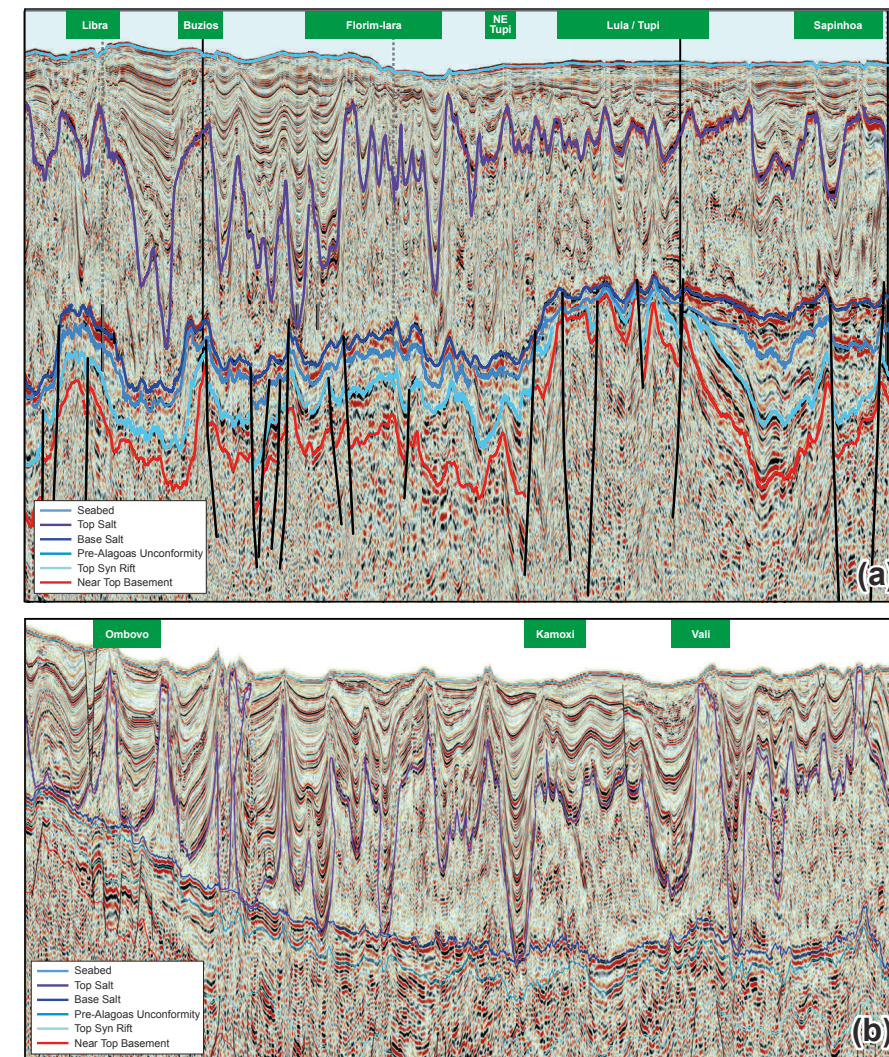 Libra
Buzios
Florim-Iara
NE
Tupi
Lula / Tupi
Sapinhoa
Seabed
Top Salt
Base Salt
Pre-Alagoas Unconformity
Top Syn Rift
Near Top Basement
(a)
Ombovo
Kamoxi
Vali
Seabed
Top Salt
Base Salt
Pre-Alagoas Unconformity
Top Syn Rift
Near Top Basement
(b)